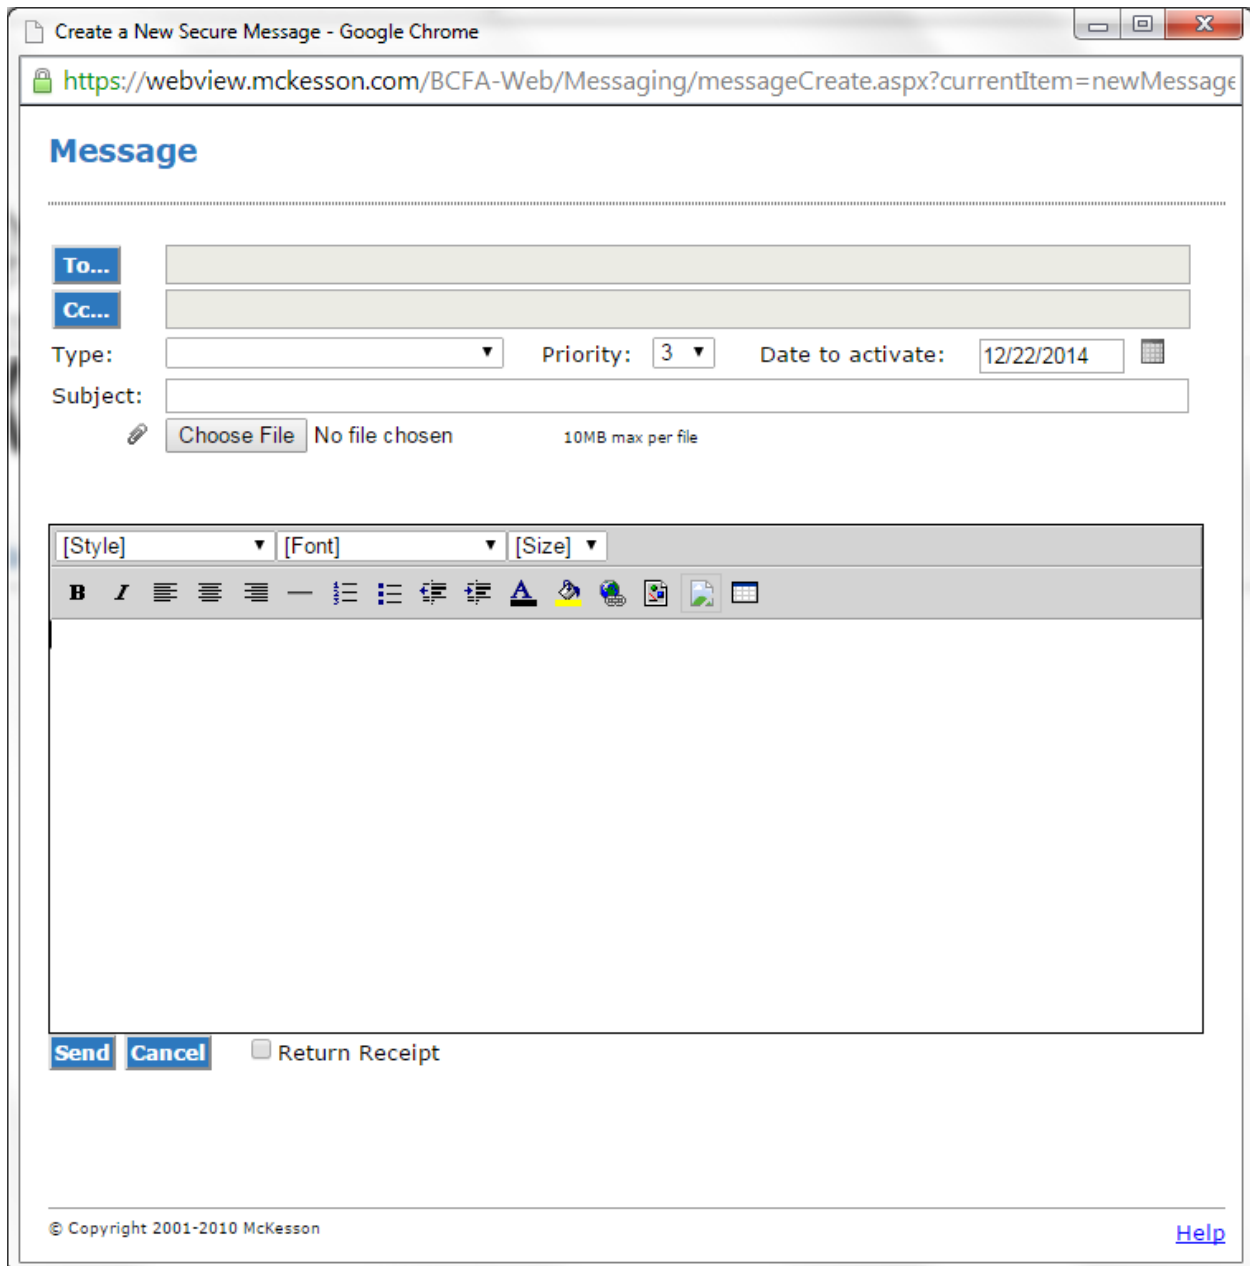 Create a New Secure Message - Google Chrome
https://webview.mckesson.com/BCFA-Web/Messaging/messageCreate.aspx?currentItem=newMessage
Message
To...
Cc...
Type: Priority: 3 Date to activate: 12/22/2014
Subject:
Choose File No file chosen 10MB max per file
[Style] [Font] [Size]
B I A
Send Cancel Return Receipt
© Copyright 2001-2010 McKesson
Help